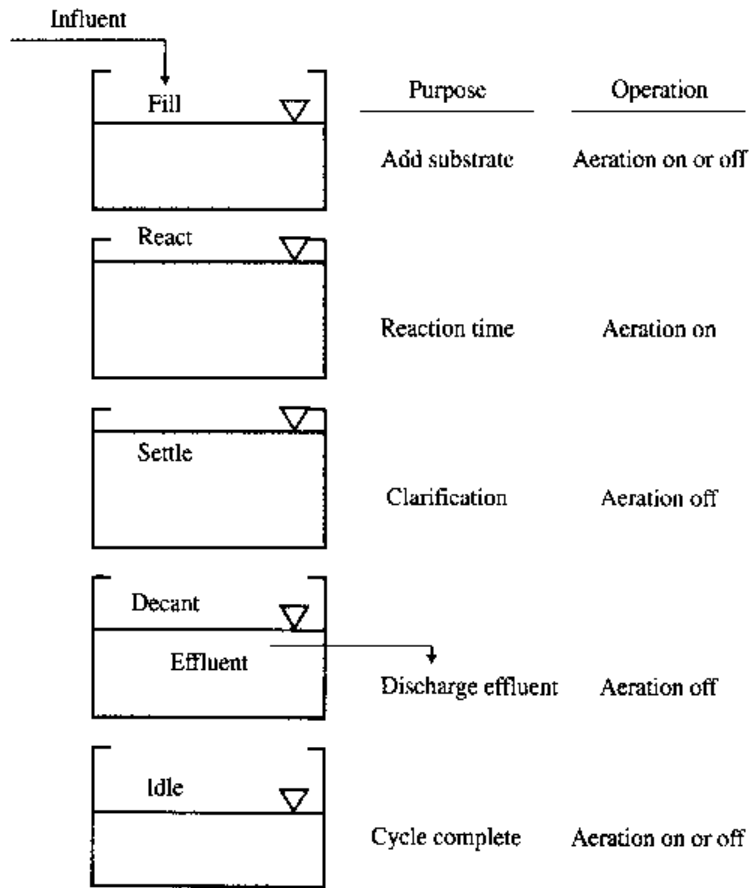 Influent
Purpose Operation
Fill
Add substrate Aeration on or off
React
Reaction time Aeration on
Settle
Clarification Aeration off
Decant
Effluent
Discharge effluent Aeration off
Idle
Cycle complete Aeration on or off